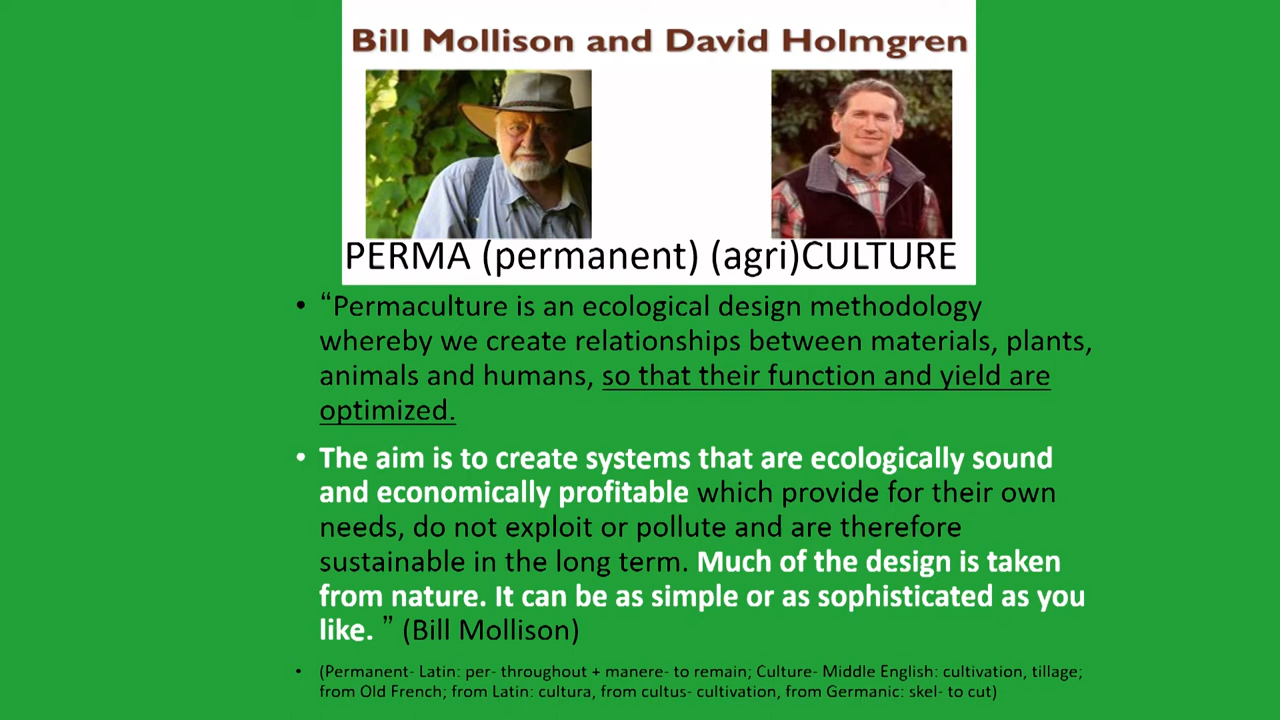 Bill Mollison and David Holmgren
PERMA (permanent) (agri)CULTURE
• “Permaculture is an ecological design methodology
whereby we create relationships between materials, plants,
animals and humans, so that their function and yield are
optimized.
• The aim is to create systems that are ecologically sound
and economically profitable which provide for their own
needs, do not exploit or pollute and are therefore
sustainable in the long term. Much of the design is taken
from nature. It can be as simple or as sophisticated as you
like. ” (Bill Mollison)
• (Permanent- Latin: per- throughout + manere- to remain; Culture- Middle English: cultivation, tillage;
from Old French; from Latin: cultura, from cultus- cultivation, from Germanic: skel- to cut)